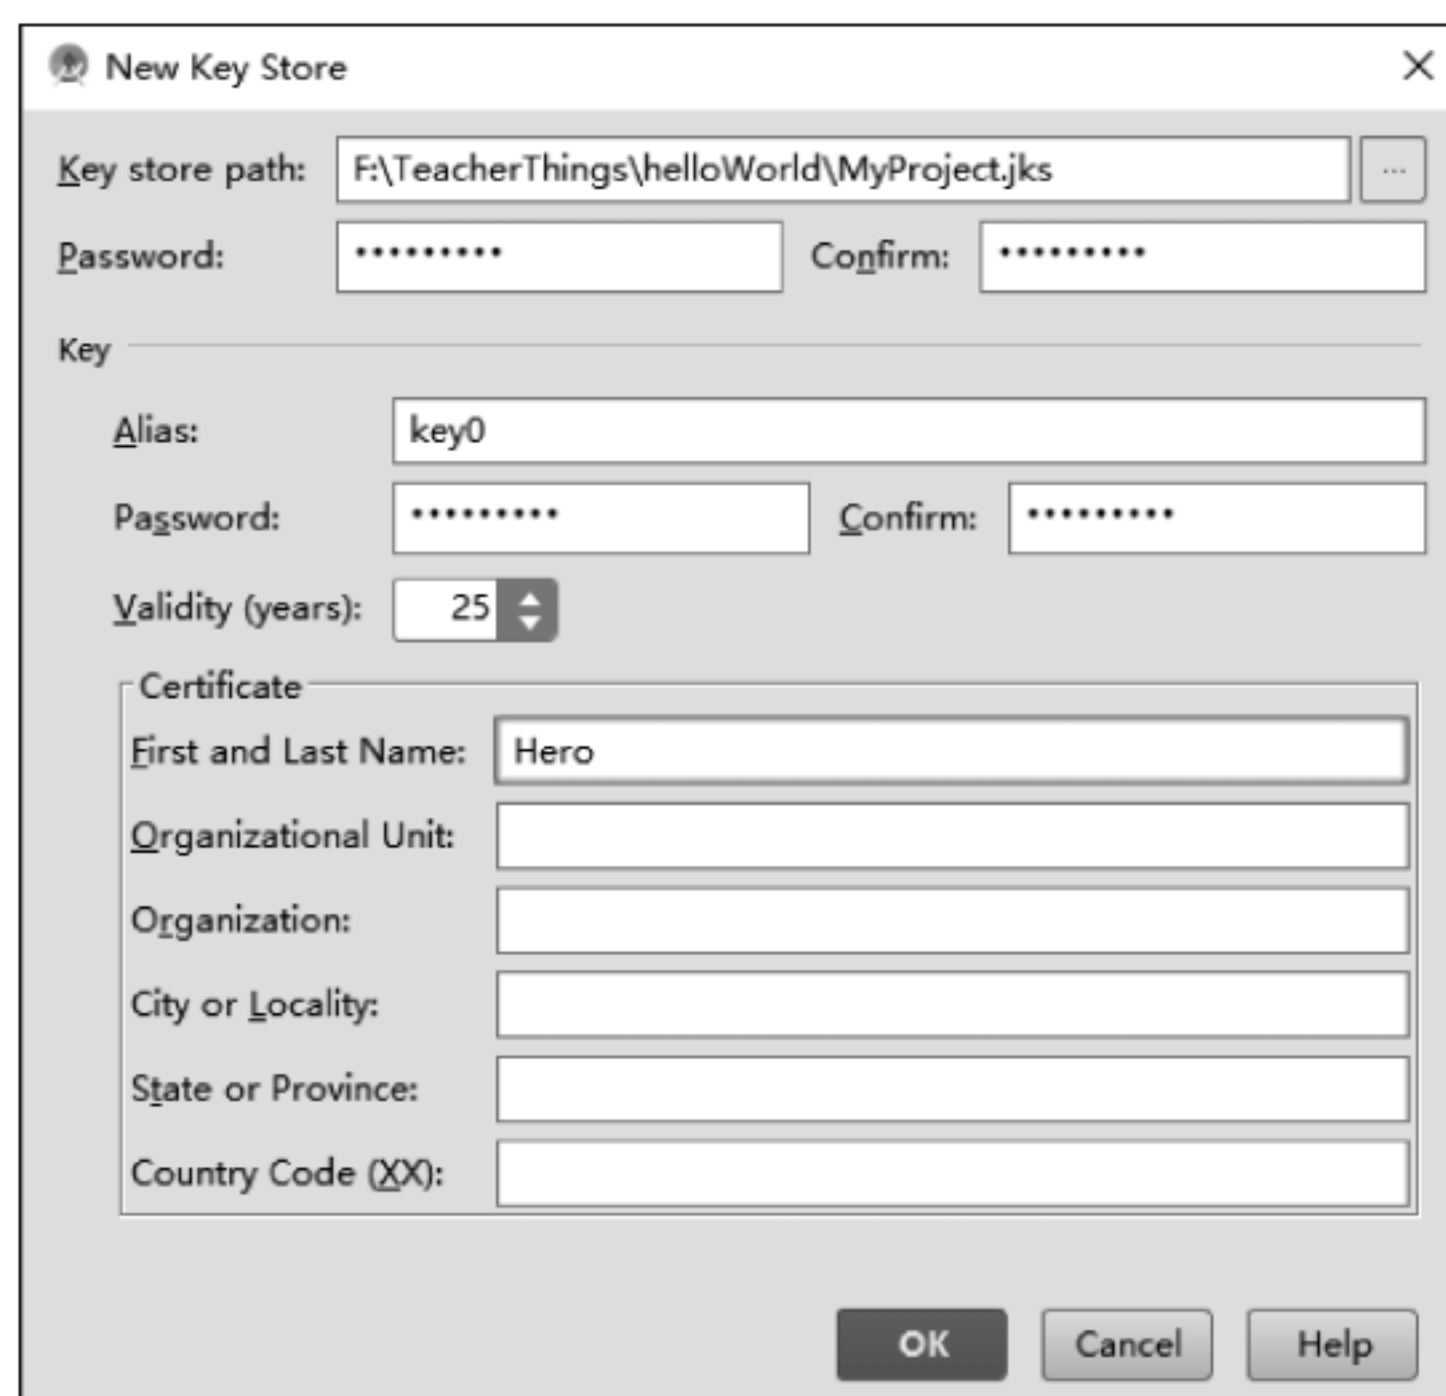 New Key Store
Key store path: F:\TeacherThings\helloWorld\MyProject.jks ...
Password: ••••••••• Confirm: •••••••••
Key
Alias: key0
Password: ••••••••• Confirm: •••••••••
Validity (years): 25
Certificate
First and Last Name: Hero
Organizational Unit:
Organization:
City or Locality:
State or Province:
Country Code (XX):
OK Cancel Help